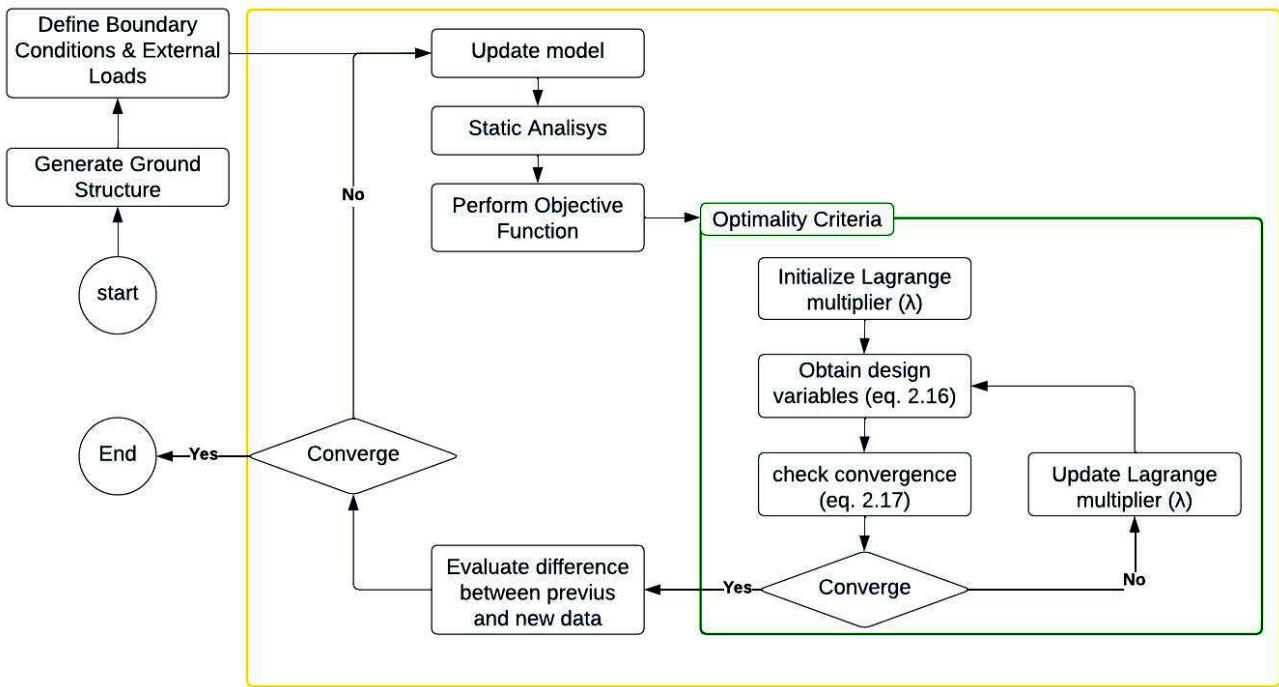 start
Generate Ground
Structure
Define Boundary
Conditions & External
Loads
Update model
Static Analisys
Perform Objective
Function
Optimality Criteria
Initialize Lagrange
multiplier (λ)
Obtain design
variables (eq. 2.16)
check convergence
(eq. 2.17)
Converge
No
Update Lagrange
multiplier (λ)
Yes
Evaluate difference
between previus
and new data
Converge
No
Yes
End